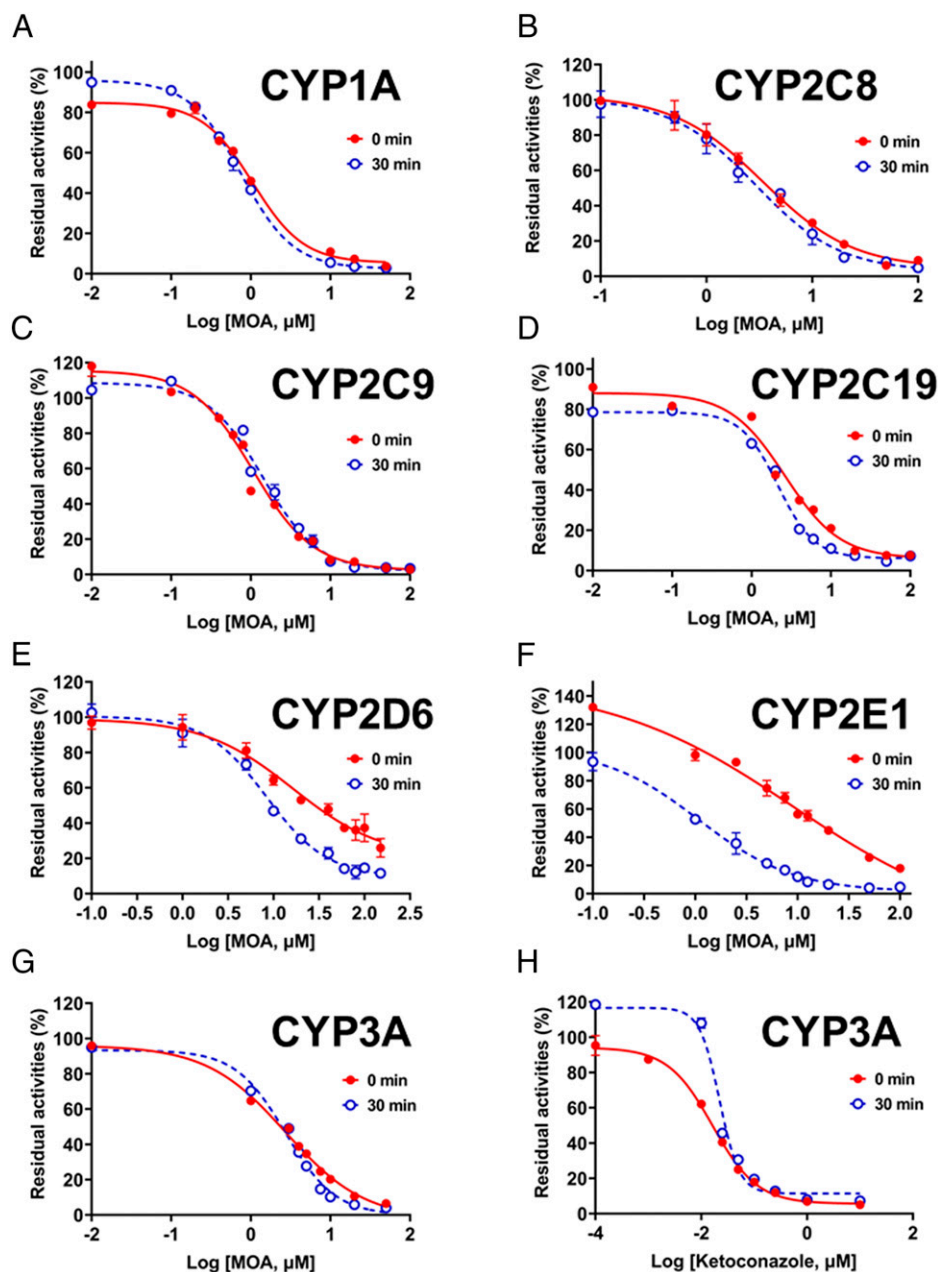 A
CYP1A
Residual activities (%)
100
80
60
40
20
0
0 min
30 min
-2 -1 0 1 2
Log [MOA, µM]
B
CYP2C8
Residual activities (%)
120
100
80
60
40
20
0
0 min
30 min
-1 0 1 2
Log [MOA, µM]
C
CYP2C9
Residual activities (%)
120
100
80
60
40
20
0
0 min
30 min
-2 -1 0 1 2
Log [MOA, µM]
D
CYP2C19
Residual activities (%)
100
80
60
40
20
0
0 min
30 min
-2 -1 0 1 2
Log [MOA, µM]
E
CYP2D6
Residual activities (%)
120
100
80
60
40
20
0
0 min
30 min
-1.0 -0.5 0.0 0.5 1.0 1.5 2.0 2.5
Log [MOA, µM]
F
CYP2E1
Residual activities (%)
140
120
100
80
60
40
20
0
0 min
30 min
-1.0 -0.5 0.0 0.5 1.0 1.5 2.0
Log [MOA, µM]
G
CYP3A
Residual activities (%)
120
100
80
60
40
20
0
0 min
30 min
-2 -1 0 1 2
Log [MOA, µM]
H
CYP3A
Residual activities (%)
120
100
80
60
40
20
0
0 min
30 min
-4 -2 0 2
Log [Ketoconazole, µM]